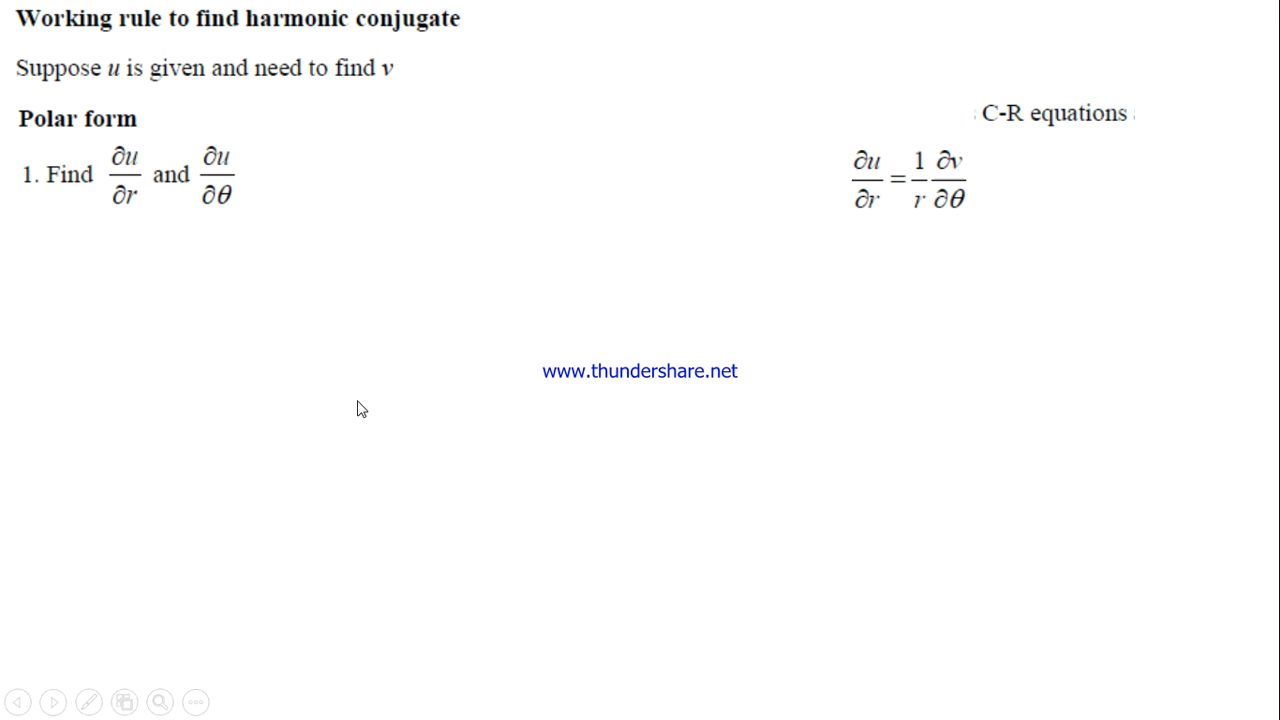 Working rule to find harmonic conjugate
Suppose u is given and need to find v
Polar form
C-R equations
1. Find ∂u/∂r and ∂u/∂θ
∂u/∂r = 1/r ∂v/∂θ
www.thundershare.net